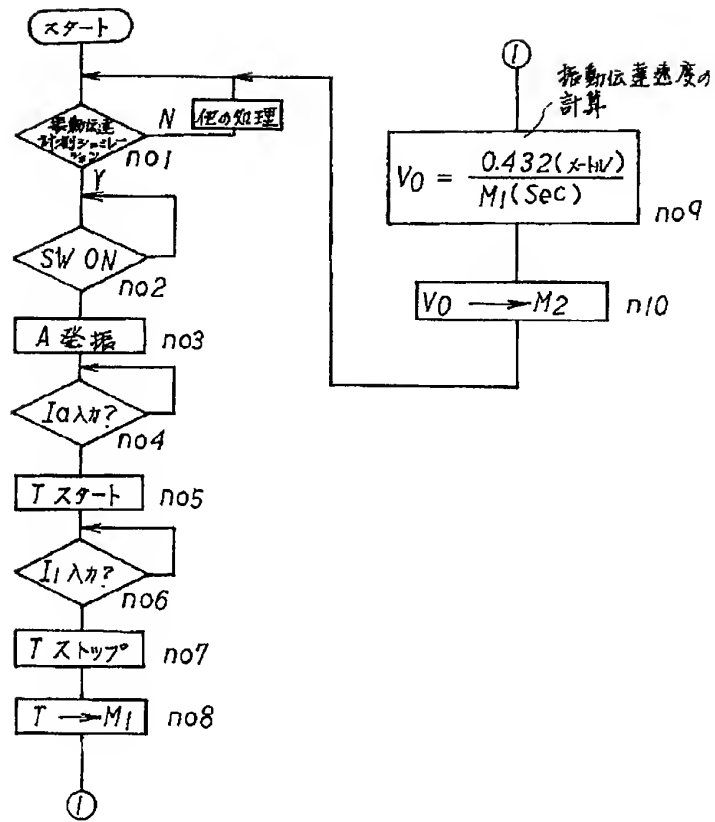 スタート
振動伝達
計測シュミレー
ション
N
他の処理
no1
Y
SW ON
no2
A 発振
no3
Ia入力?
no4
T スタート
no5
I1入力?
no6
T ストップ
no7
T → M1
no8
1
1
振動伝達速度の
計算
V0 = 0.432(メートル)
M1(Sec)
no9
V0 → M2
n10